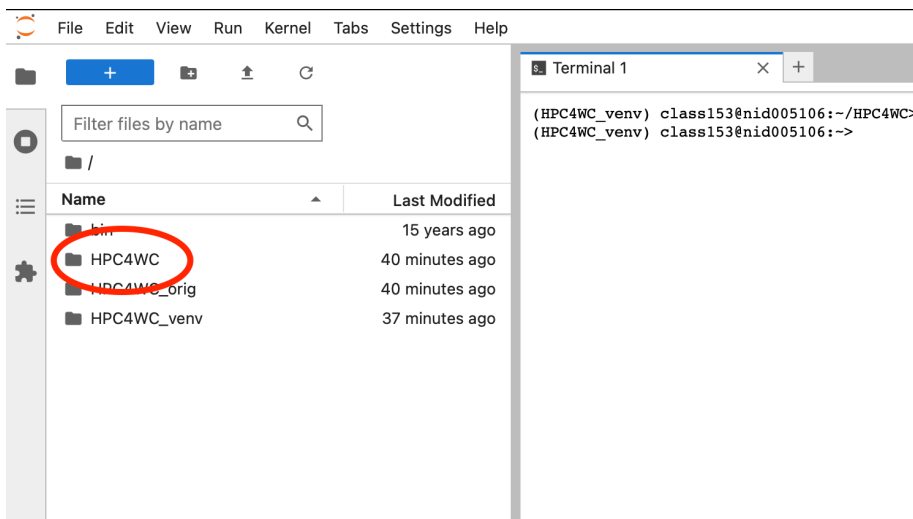 File Edit View Run Kernel Tabs Settings Help
Filter files by name
/
Name Last Modified
bin 15 years ago
HPC4WC 40 minutes ago
HPC4WC_orig 40 minutes ago
HPC4WC_venv 37 minutes ago
$_ Terminal 1
(HPC4WC_venv) class153@nid005106:~/HPC4WC>
(HPC4WC_venv) class153@nid005106:~>